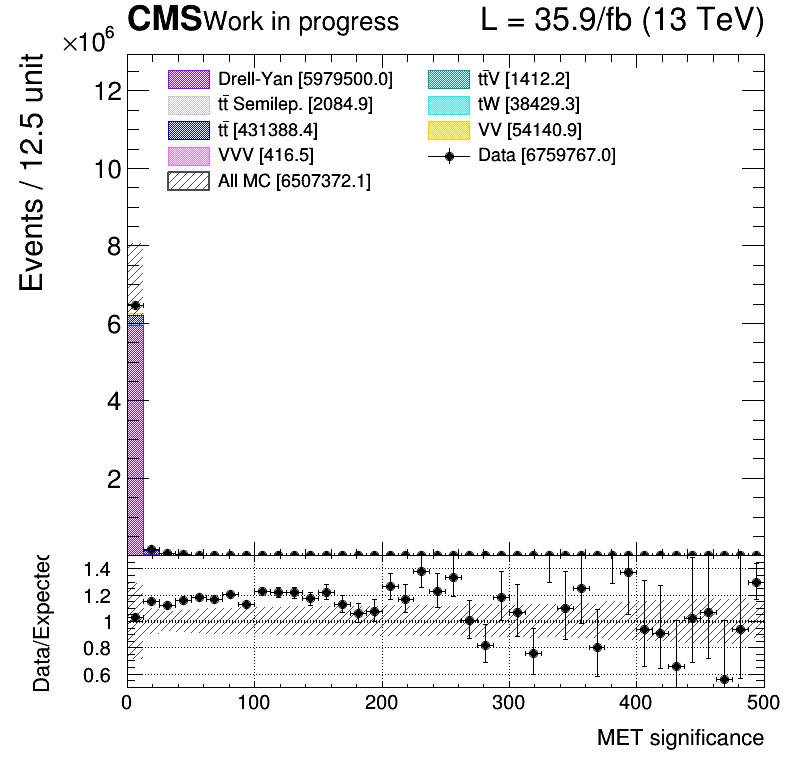 CMS Work in progress L = 35.9/fb (13 TeV)
×10⁶
Drell-Yan [5979500.0]
tt̄ Semilep. [2084.9]
tt̄ [431388.4]
VVV [416.5]
All MC [6507372.1]
tt̄V [1412.2]
tW [38429.3]
VV [54140.9]
Data [6759767.0]
Events / 12.5 unit
12
10
8
6
4
2
Data/Expected
1.4
1.2
1
0.8
0.6
0 100 200 300 400 500
MET significance